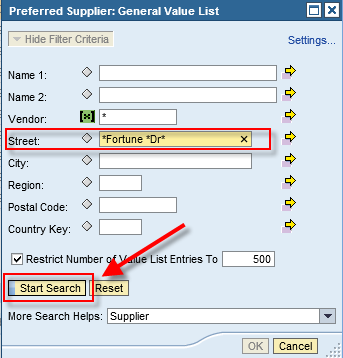 Preferred Supplier: General Value List
Hide Filter Criteria
Settings...
Name 1:
Name 2:
Vendor: *
Street: *Fortune *Dr*
City:
Region:
Postal Code:
Country Key:
Restrict Number of Value List Entries To 500
Start Search Reset
More Search Helps: Supplier
OK Cancel